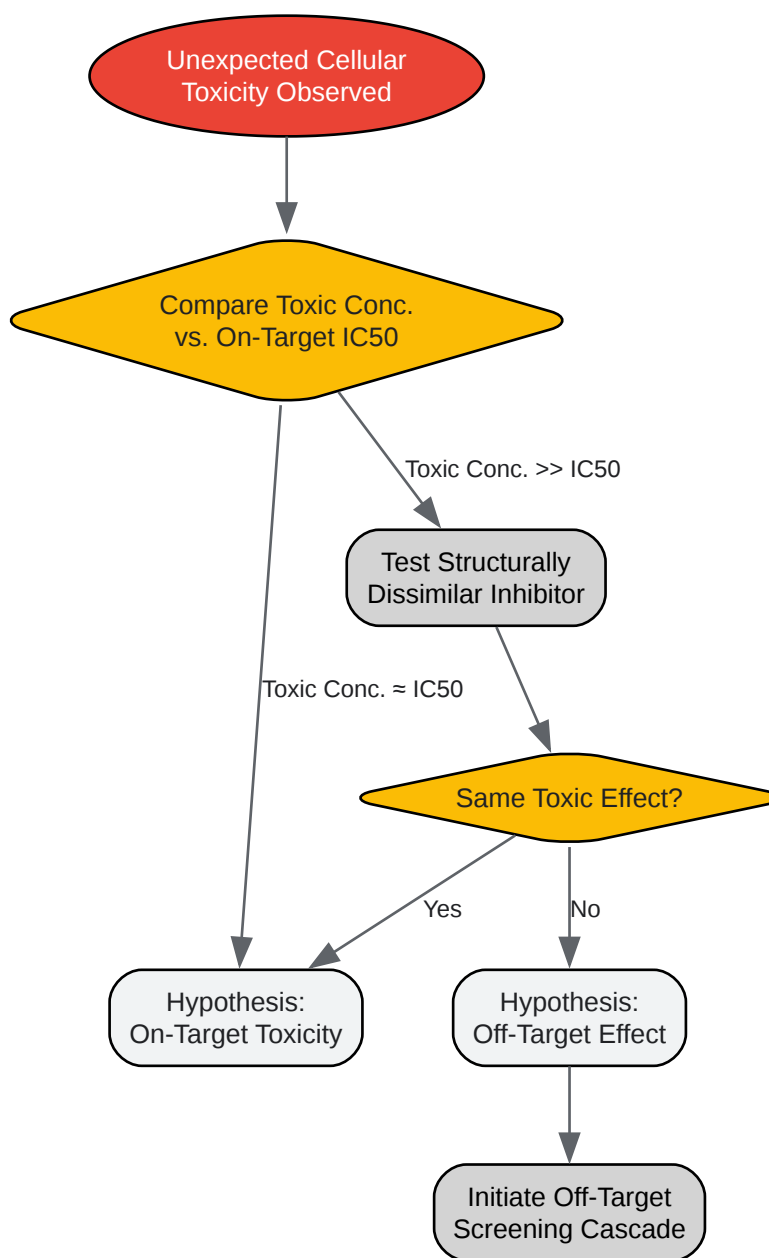 Unexpected Cellular
Toxicity Observed
Compare Toxic Conc.
vs. On-Target IC50
Toxic Conc. >> IC50
Test Structurally
Dissimilar Inhibitor
Toxic Conc. ≈ IC50
Same Toxic Effect?
Yes
No
Hypothesis:
On-Target Toxicity
Hypothesis:
Off-Target Effect
Initiate Off-Target
Screening Cascade